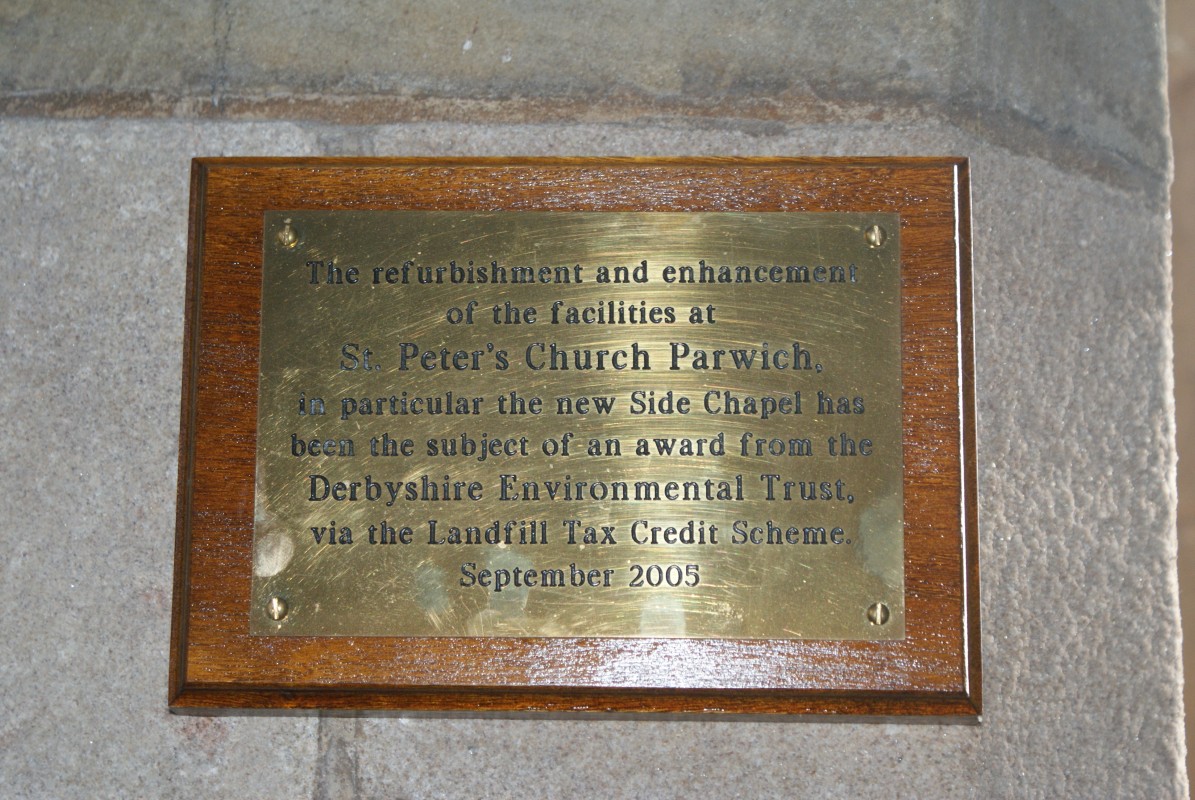 The refurbishment and enhancement
of the facilities at
St. Peter's Church Parwich,
in particular the new Side Chapel has
been the subject of an award from the
Derbyshire Environmental Trust,
via the Landfill Tax Credit Scheme.
September 2005